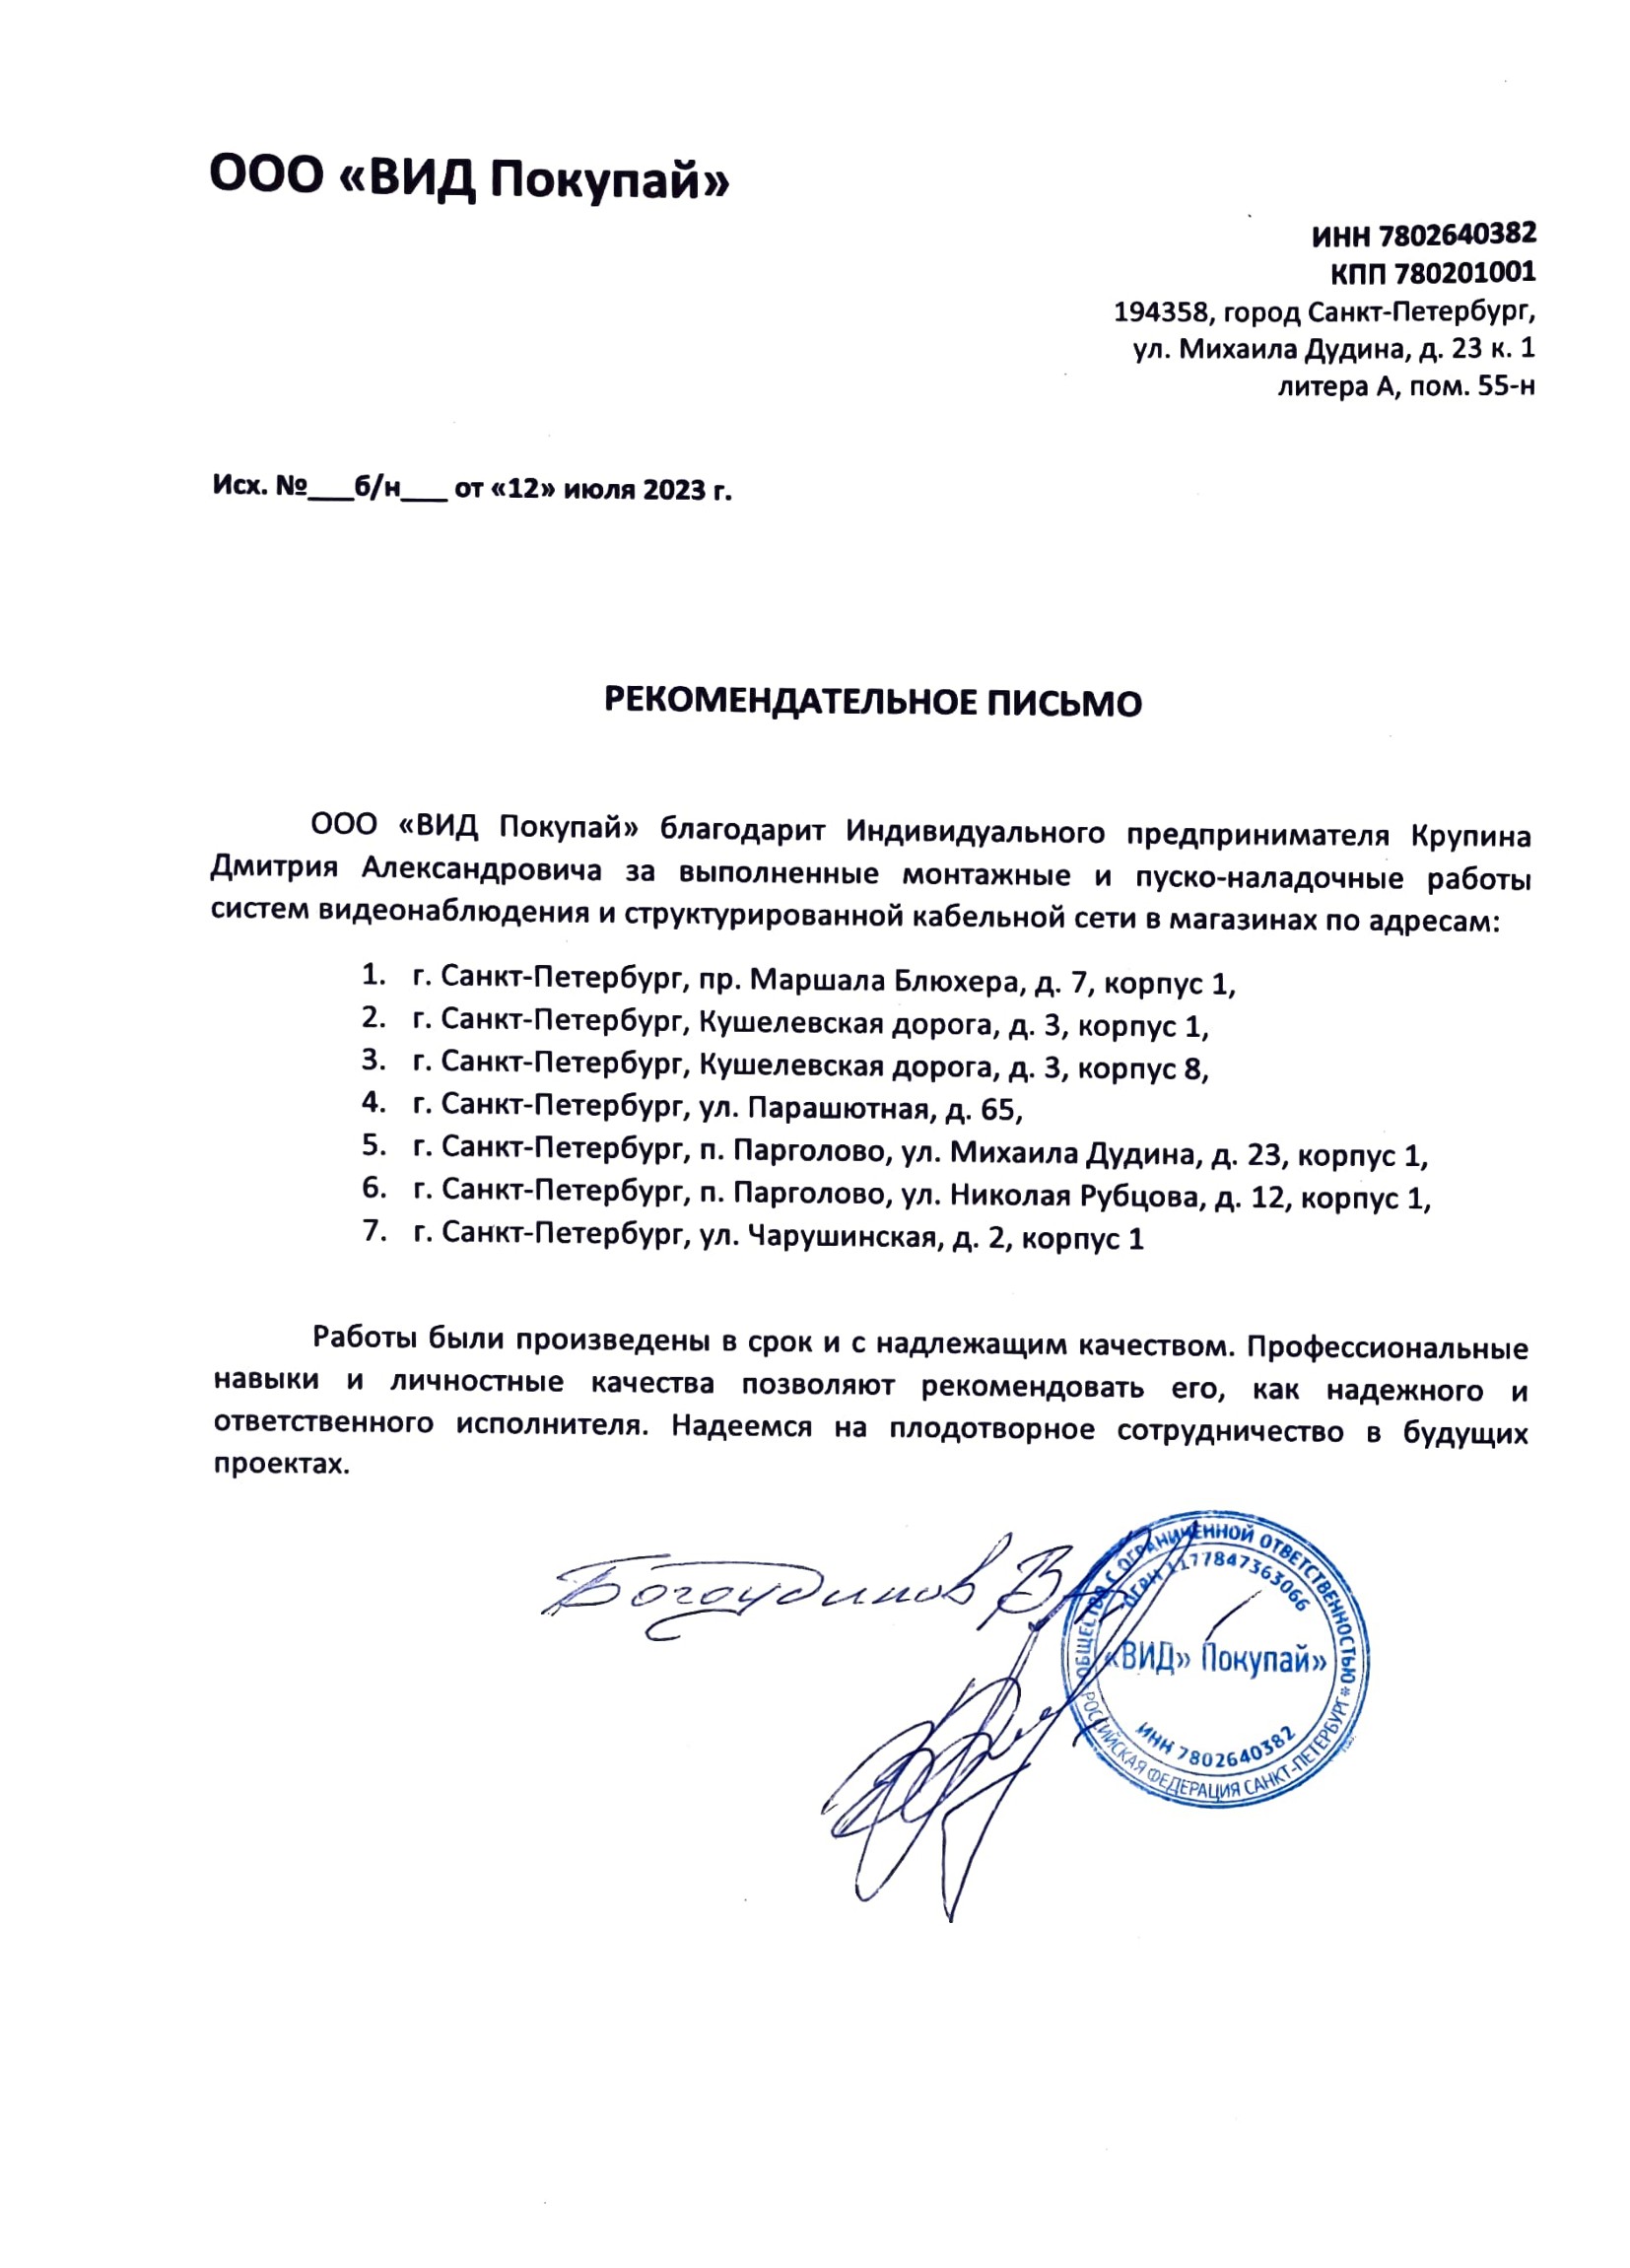 ООО «ВИД Покупай»
ИНН 7802640382
КПП 780201001
194358, город Санкт-Петербург,
ул. Михаила Дудина, д. 23 к. 1
литера А, пом. 55-н
Исх. №___б/н___ от «12» июля 2023 г.
РЕКОМЕНДАТЕЛЬНОЕ ПИСЬМО
ООО «ВИД Покупай» благодарит Индивидуального предпринимателя Крупина
Дмитрия Александровича за выполненные монтажные и пуско-наладочные работы
систем видеонаблюдения и структурированной кабельной сети в магазинах по адресам:
1. г. Санкт-Петербург, пр. Маршала Блюхера, д. 7, корпус 1,
2. г. Санкт-Петербург, Кушелевская дорога, д. 3, корпус 1,
3. г. Санкт-Петербург, Кушелевская дорога, д. 3, корпус 8,
4. г. Санкт-Петербург, ул. Парашютная, д. 65,
5. г. Санкт-Петербург, п. Парголово, ул. Михаила Дудина, д. 23, корпус 1,
6. г. Санкт-Петербург, п. Парголово, ул. Николая Рубцова, д. 12, корпус 1,
7. г. Санкт-Петербург, ул. Чарушинская, д. 2, корпус 1
Работы были произведены в срок и с надлежащим качеством. Профессиональные
навыки и личностные качества позволяют рекомендовать его, как надежного и
ответственного исполнителя. Надеемся на плодотворное сотрудничество в будущих
проектах.
ОБЩЕСТВО С ОГРАНИЧЕННОЙ ОТВЕТСТВЕННОСТЬЮ *
ОГРН 1177847363066
«ВИД» Покупай»
ИНН 7802640382
РОССИЙСКАЯ ФЕДЕРАЦИЯ САНКТ-ПЕТЕРБУРГ